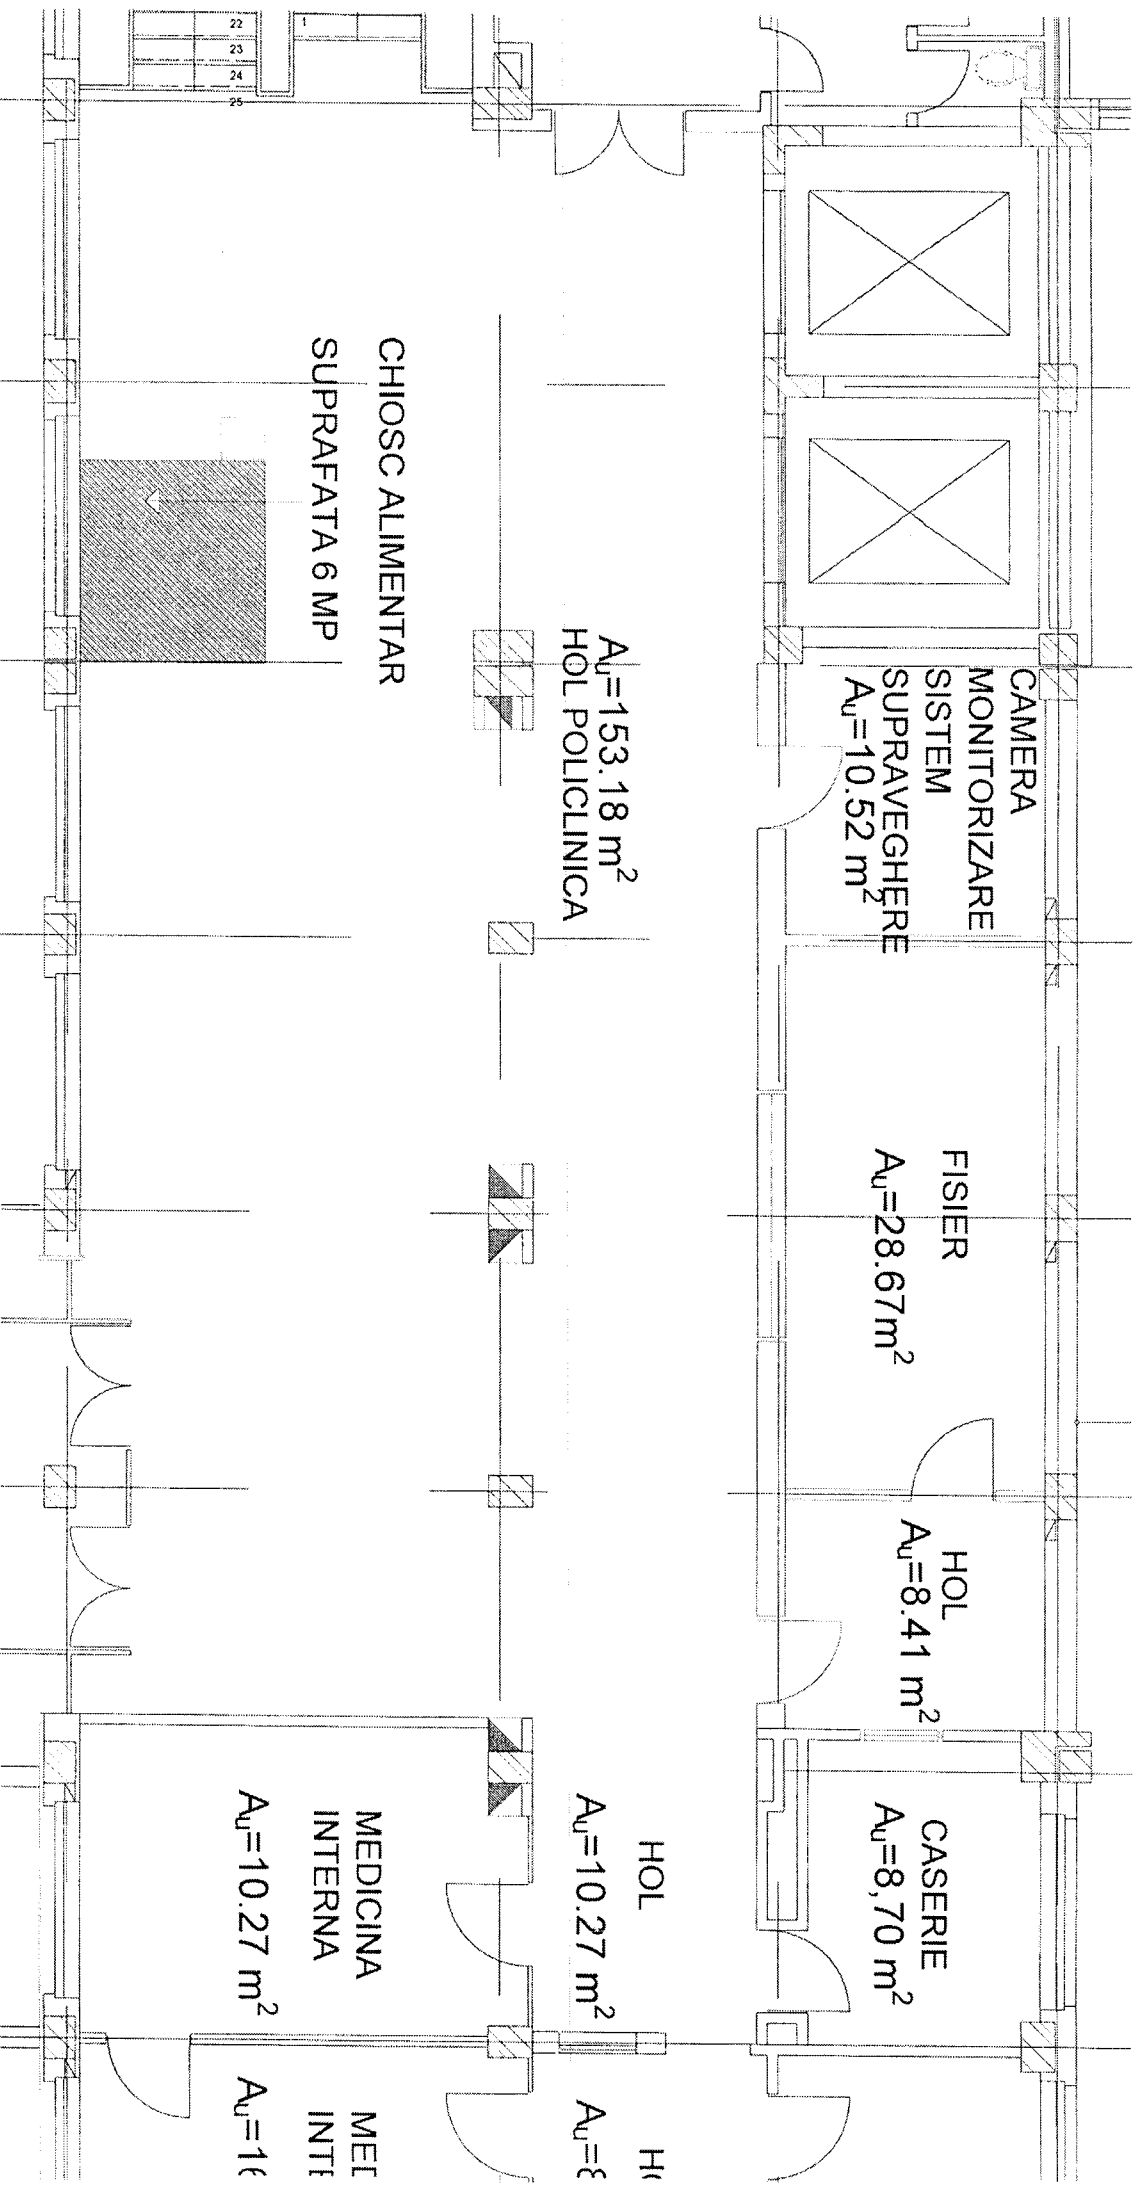 22
23
24
25
1
CHIOSC ALIMENTAR
SUPRAFATA 6 MP
Aᵤ=153.18 m²
HOL POLICLINICA
CAMERA
MONITORIZARE
SISTEM
SUPRAVEGHERE
Aᵤ=10.52 m²
FISIER
Aᵤ=28.67m²
HOL
Aᵤ=8.41 m²
CASERIE
Aᵤ=8,70 m²
HOL
Aᵤ=10.27 m²
MEDICINA
INTERNA
Aᵤ=10.27 m²